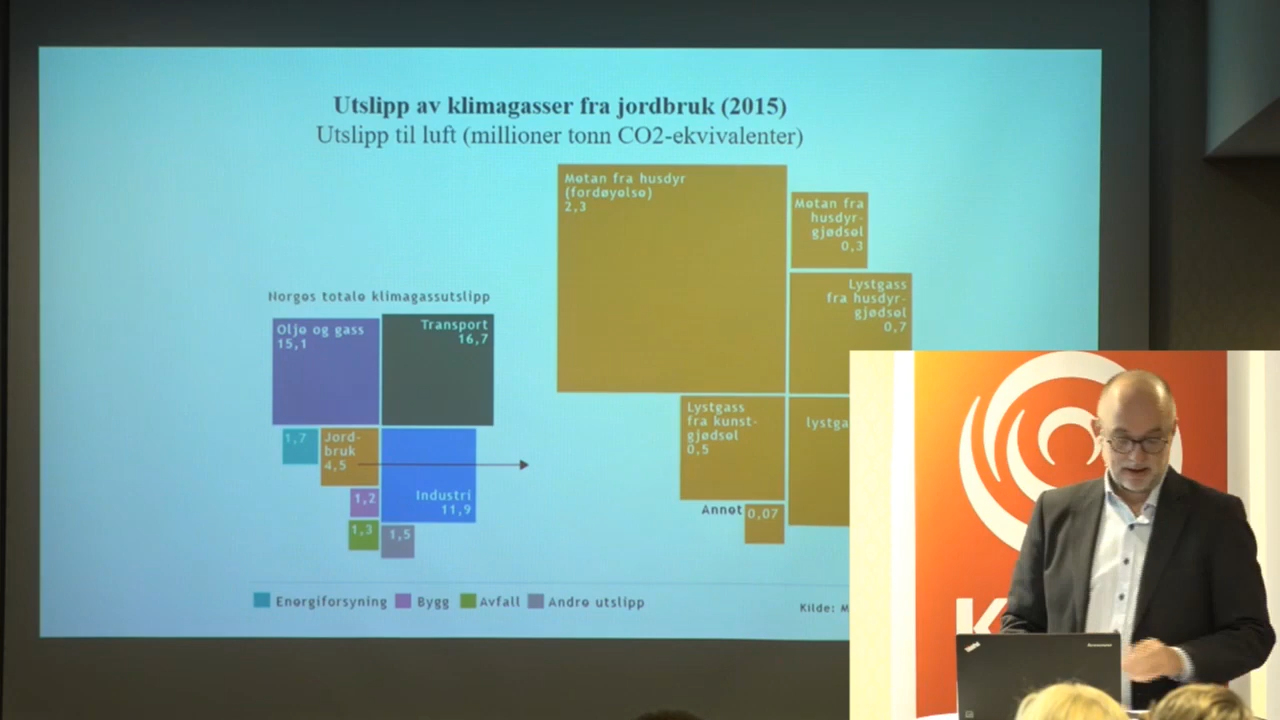 Utslipp av klimagasser fra jordbruk (2015)
Utslipp til luft (millioner tonn CO2-ekvivalenter)
Metan fra husdyr
(fordøyelse)
2,3
Metan fra
husdyr-
gjødsel
0,3
Lystgass
fra husdyr-
gjødsel
0,7
Norges totale klimagassutslipp
Olje og gass
15,1
Transport
16,7
1,7
Jord-
bruk
4,5
Industri
11,9
1,2
1,3
1,5
Lystgass
fra kunst-
gjødsel
0,5
Annet
0,07
Energiforsyning
Bygg
Avfall
Andre utslipp
Kilde: